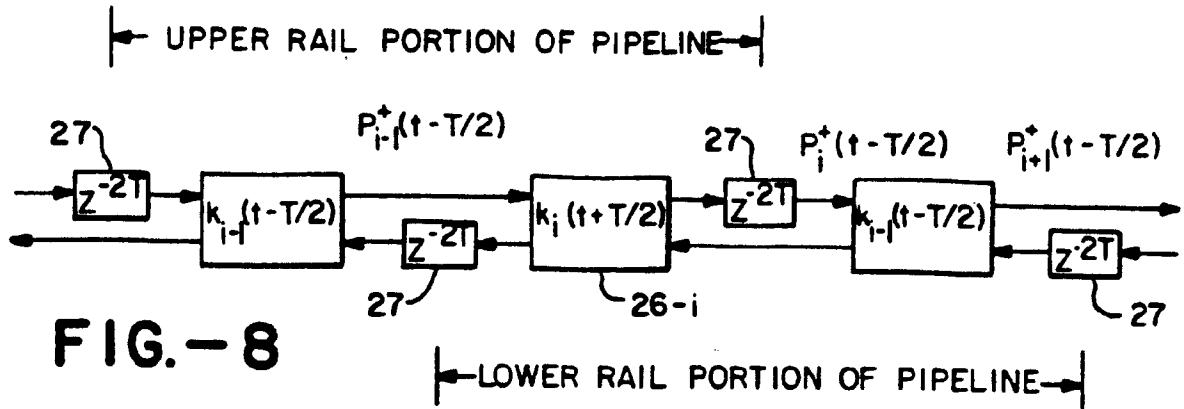 UPPER RAIL PORTION OF PIPELINE
P⁺ᵢ₋₁(t - T/2)
27
27
P⁺ᵢ(t - T/2)
P⁺ᵢ₊₁(t - T/2)
Z⁻²ᵀ
kᵢ₋₁(t - T/2)
Z⁻²ᵀ
kᵢ(t + T/2)
Z⁻²ᵀ
kᵢ₋₁(t - T/2)
Z⁻²ᵀ
27
26-i
27
FIG.-8
LOWER RAIL PORTION OF PIPELINE